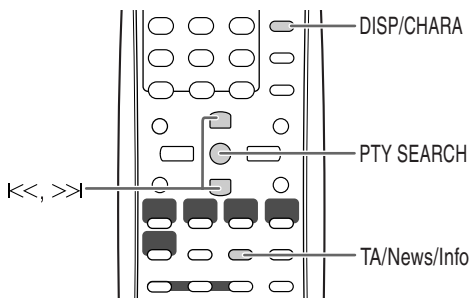 DISP/CHARA
PTY SEARCH
|<<, >>|
TA/News/Info